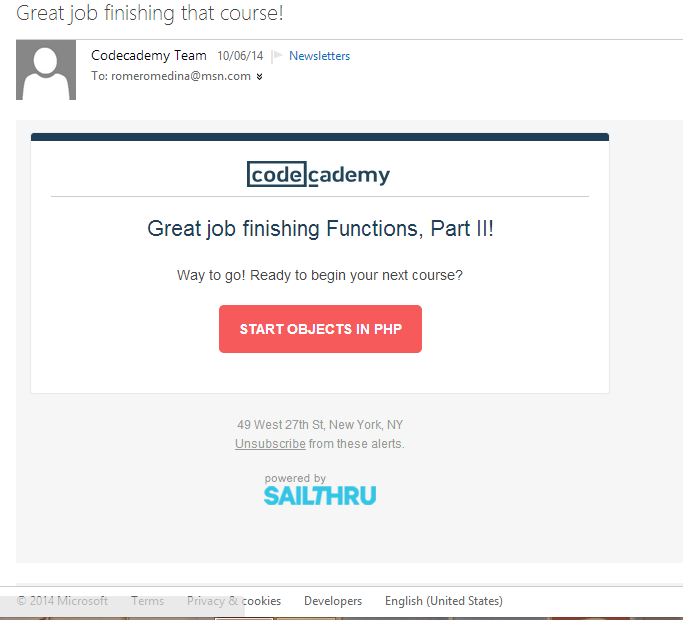 Great job finishing that course!
Codecademy Team 10/06/14 Newsletters
To: romeromedina@msn.com
codecademy
Great job finishing Functions, Part II!
Way to go! Ready to begin your next course?
START OBJECTS IN PHP
49 West 27th St, New York, NY
Unsubscribe from these alerts.
powered by
SAILTHRU
© 2014 Microsoft Terms Privacy & cookies Developers English (United States)